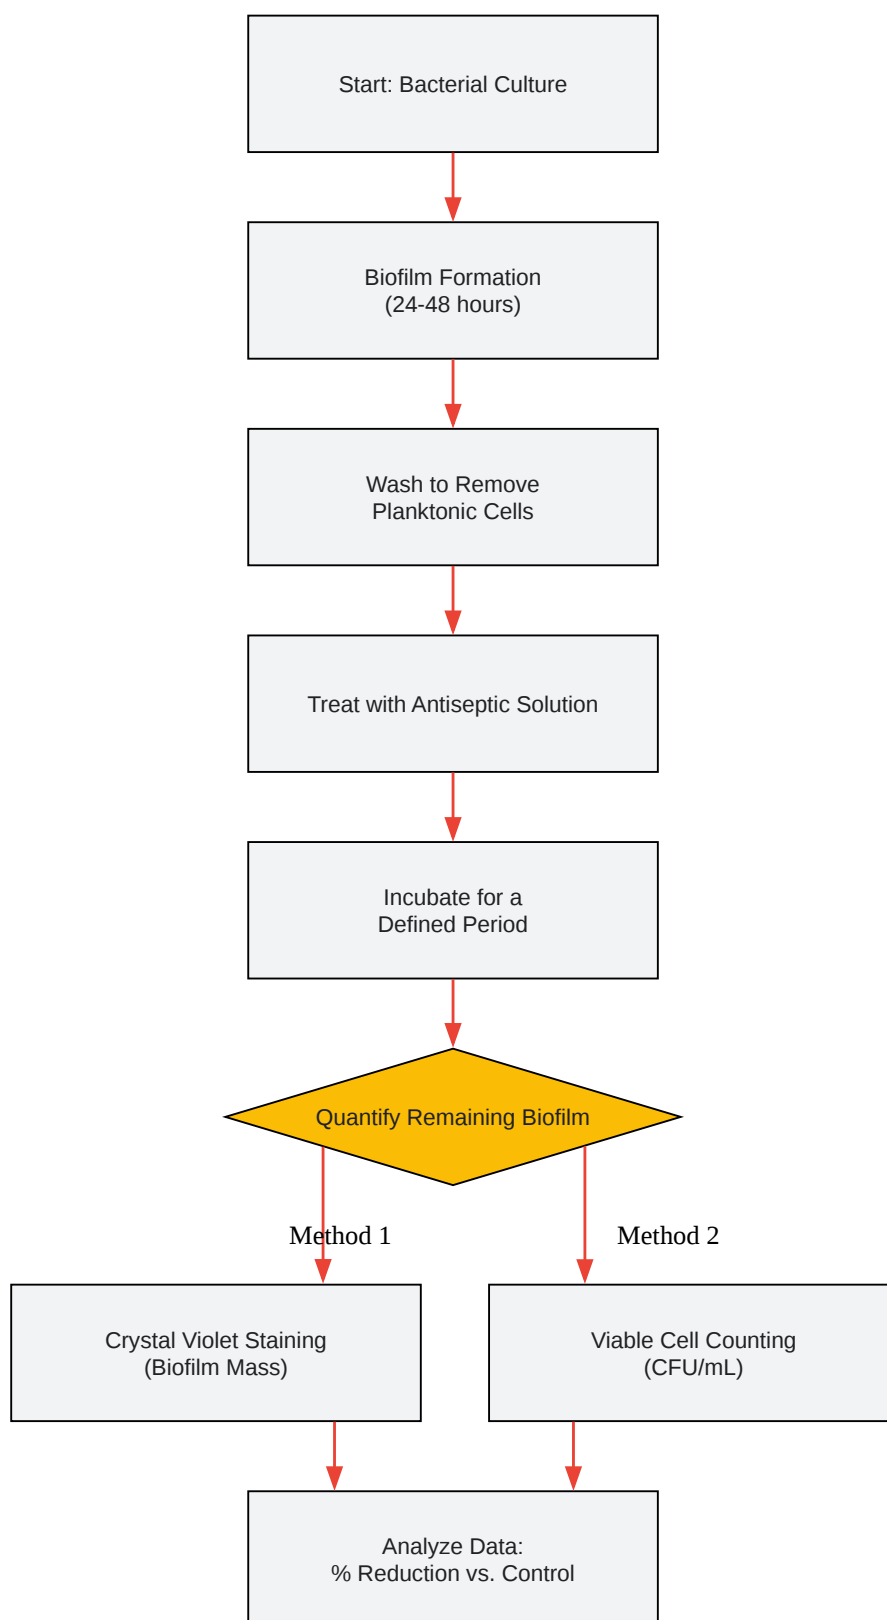 Start: Bacterial Culture
Biofilm Formation
(24-48 hours)
Wash to Remove
Planktonic Cells
Treat with Antiseptic Solution
Incubate for a
Defined Period
Quantify Remaining Biofilm
Method 1
Method 2
Crystal Violet Staining
(Biofilm Mass)
Viable Cell Counting
(CFU/mL)
Analyze Data:
% Reduction vs. Control